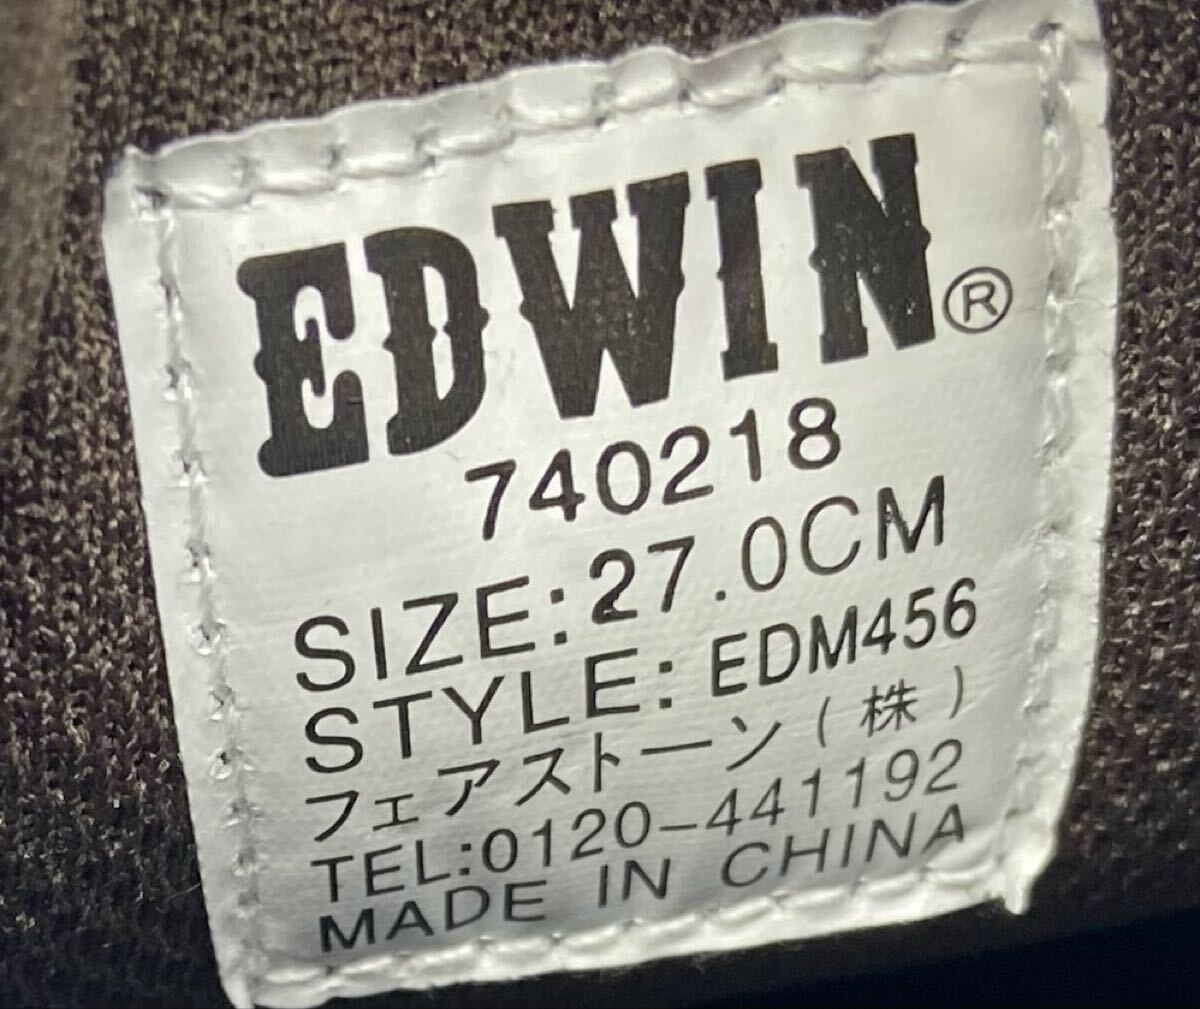 EDWIN®
740218
SIZE:27.0CM
STYLE:EDM456
フェアストーン(株)
TEL:0120-441192
MADE IN CHINA